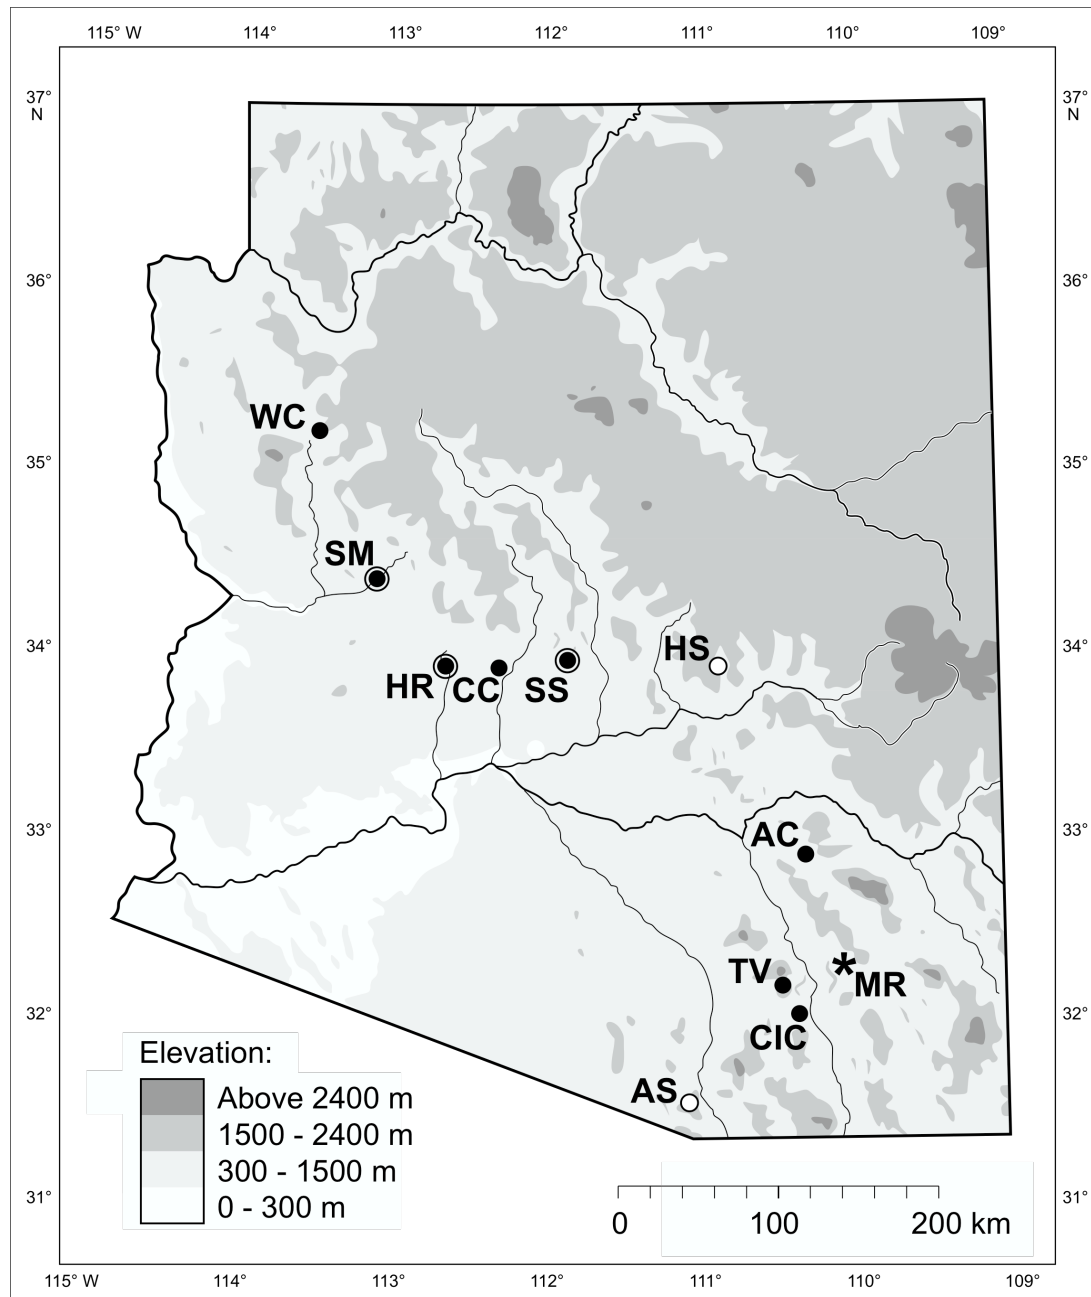 115° W 114° 113° 112° 111° 110° 109°
37° N 37° N
36° 36°
WC
35° 35°
SM
34° HS 34°
HR CC SS
33° AC 33°
TV MR
*
32° 32°
CIC
Elevation:
AS
Above 2400 m
1500 - 2400 m
300 - 1500 m
31° 31°
0 - 300 m
0 100 200 km
115° W 114° 113° 112° 111° 110° 109°